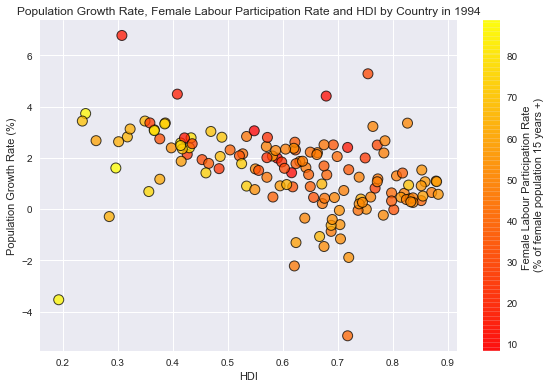 Population Growth Rate, Female Labour Participation Rate and HDI by Country in 1994
6
4
2
0
−2
−4
Population Growth Rate (%)
0.2 0.3 0.4 0.5 0.6 0.7 0.8 0.9
HDI
80
70
60
50
40
30
20
10
Female Labour Participation Rate
(% of female population 15 years +)